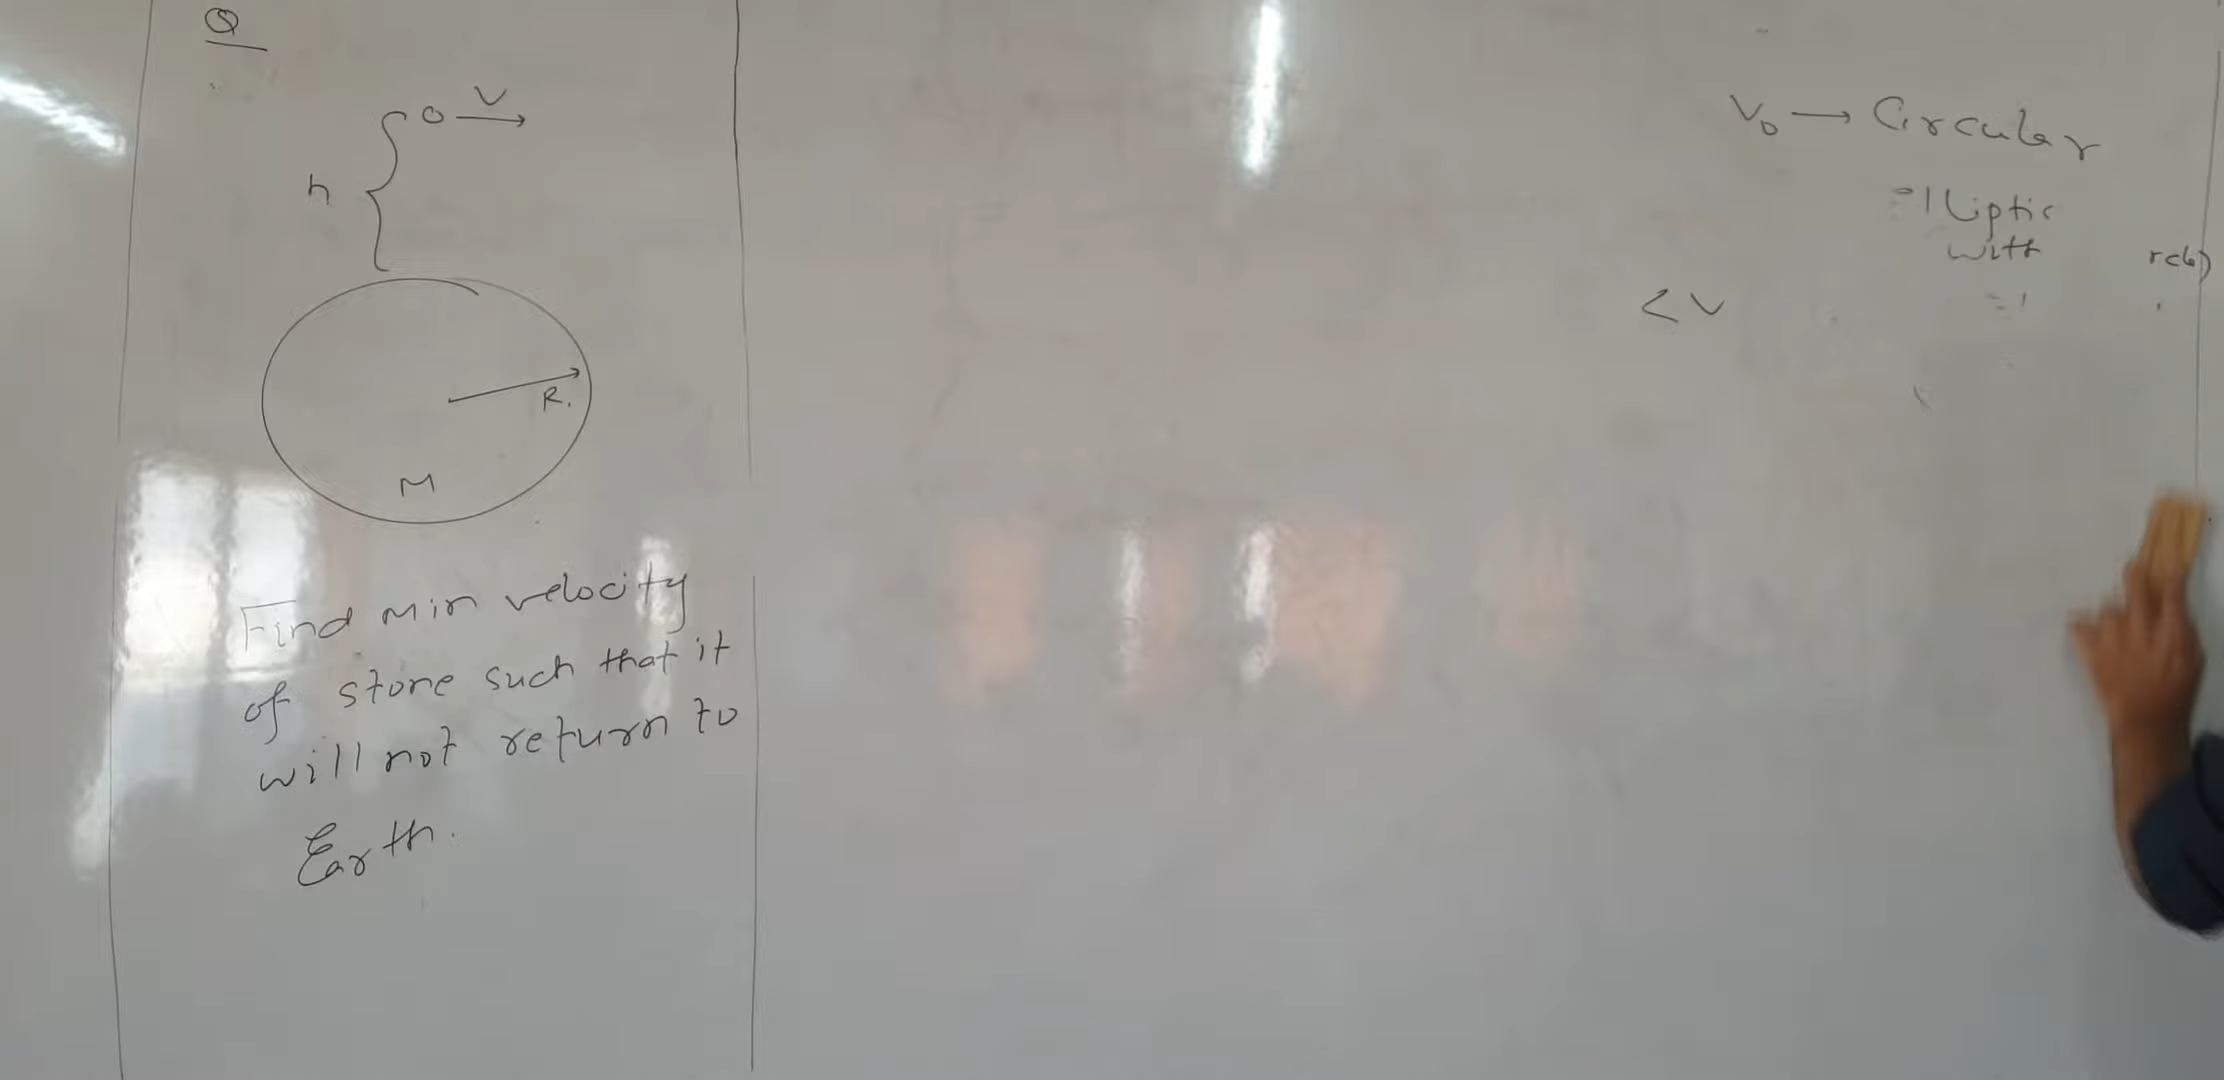 Q
V
h
R.
M
Find min velocity
of stone such that it
will not return to
Earth.
V₀ → Circular
elliptic
with
< V